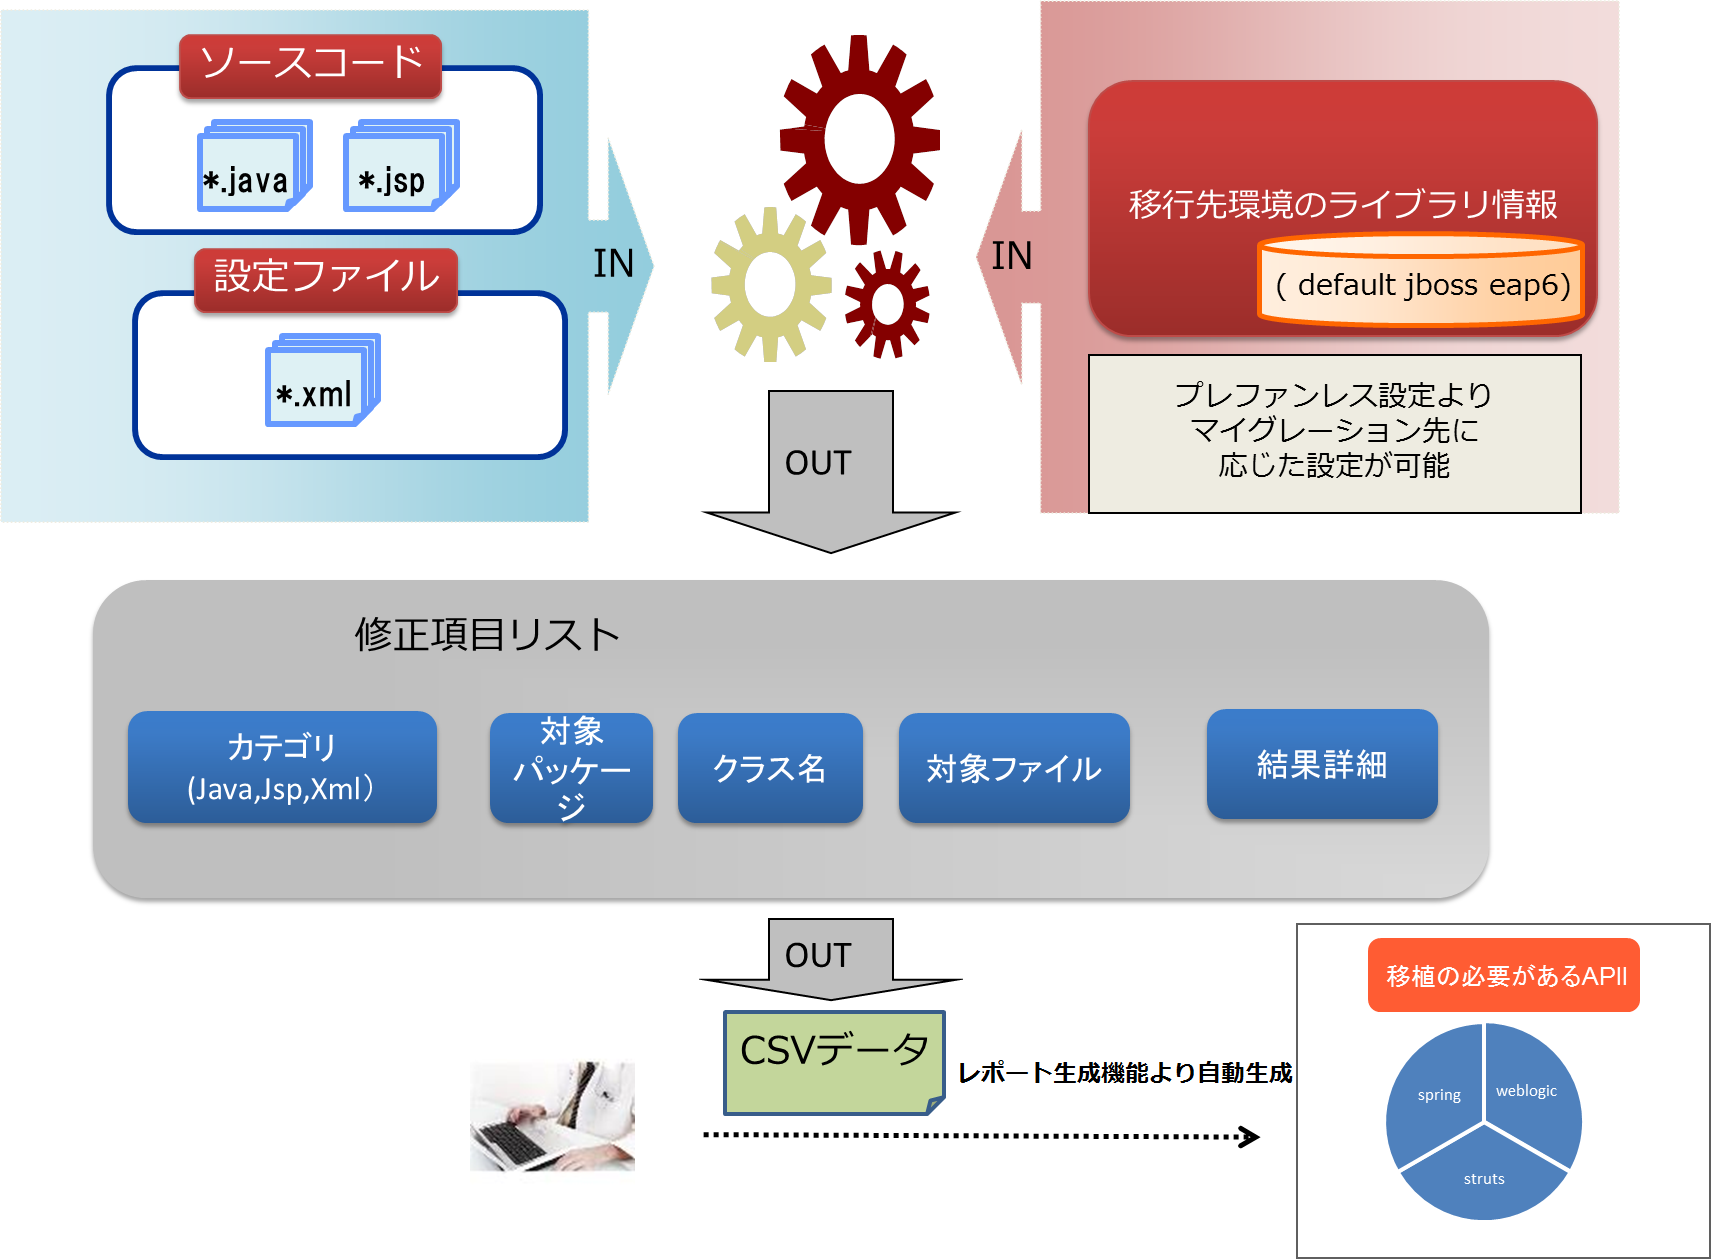 ソースコード
*.java
*.jsp
設定ファイル
*.xml
IN
IN
移行先環境のライブラリ情報
( default jboss eap6)
プレファンレス設定より
マイグレーション先に
応じた設定が可能
OUT
修正項目リスト
カテゴリ
(Java,Jsp,Xml）
対象
パッケー
ジ
クラス名
対象ファイル
結果詳細
OUT
CSVデータ
レポート生成機能より自動生成
移植の必要があるAPII
spring
weblogic
struts